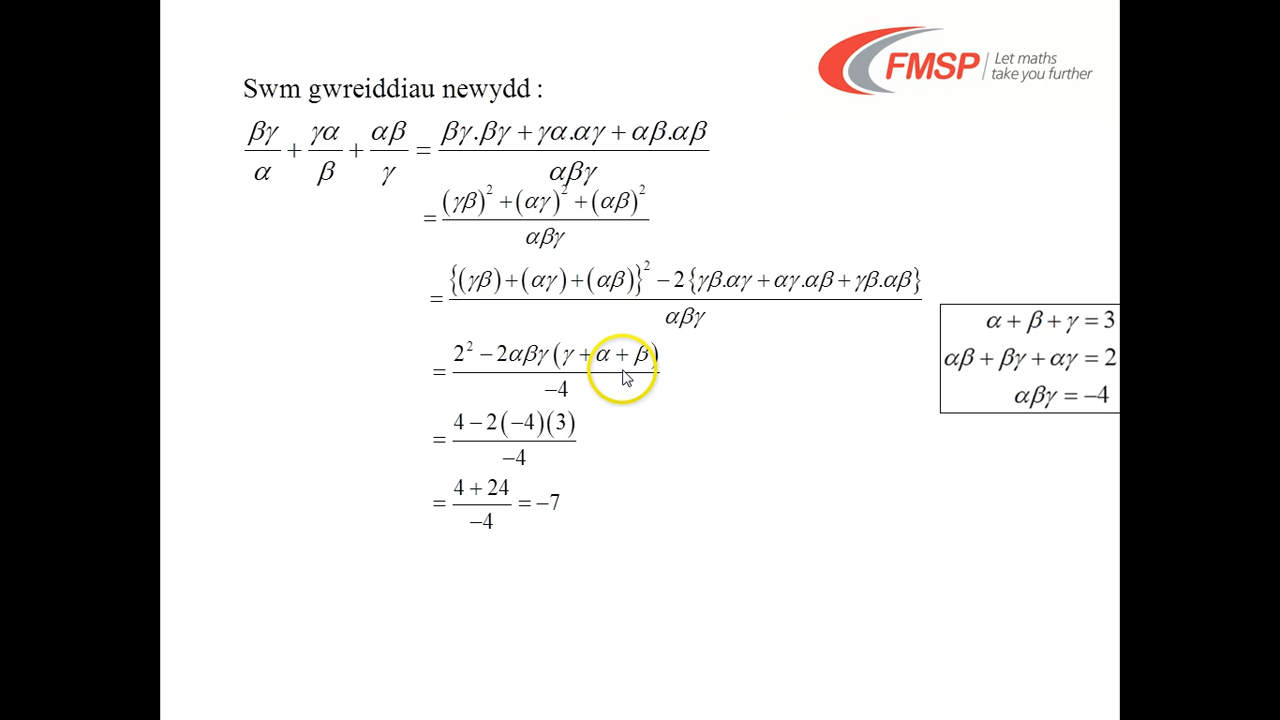 FMSP Let maths
take you further
Swm gwreiddiau newydd :
βγ/α + γα/β + αβ/γ = (βγ.βγ + γα.αγ + αβ.αβ)/αβγ
= ((γβ)² + (αγ)² + (αβ)²)/αβγ
= ({(γβ) + (αγ) + (αβ)}² − 2{γβ.αγ + αγ.αβ + γβ.αβ})/αβγ
= (2² − 2αβγ(γ + α + β))/−4
= (4 − 2(−4)(3))/−4
= (4 + 24)/−4 = −7
α + β + γ = 3
αβ + βγ + αγ = 2
αβγ = −4